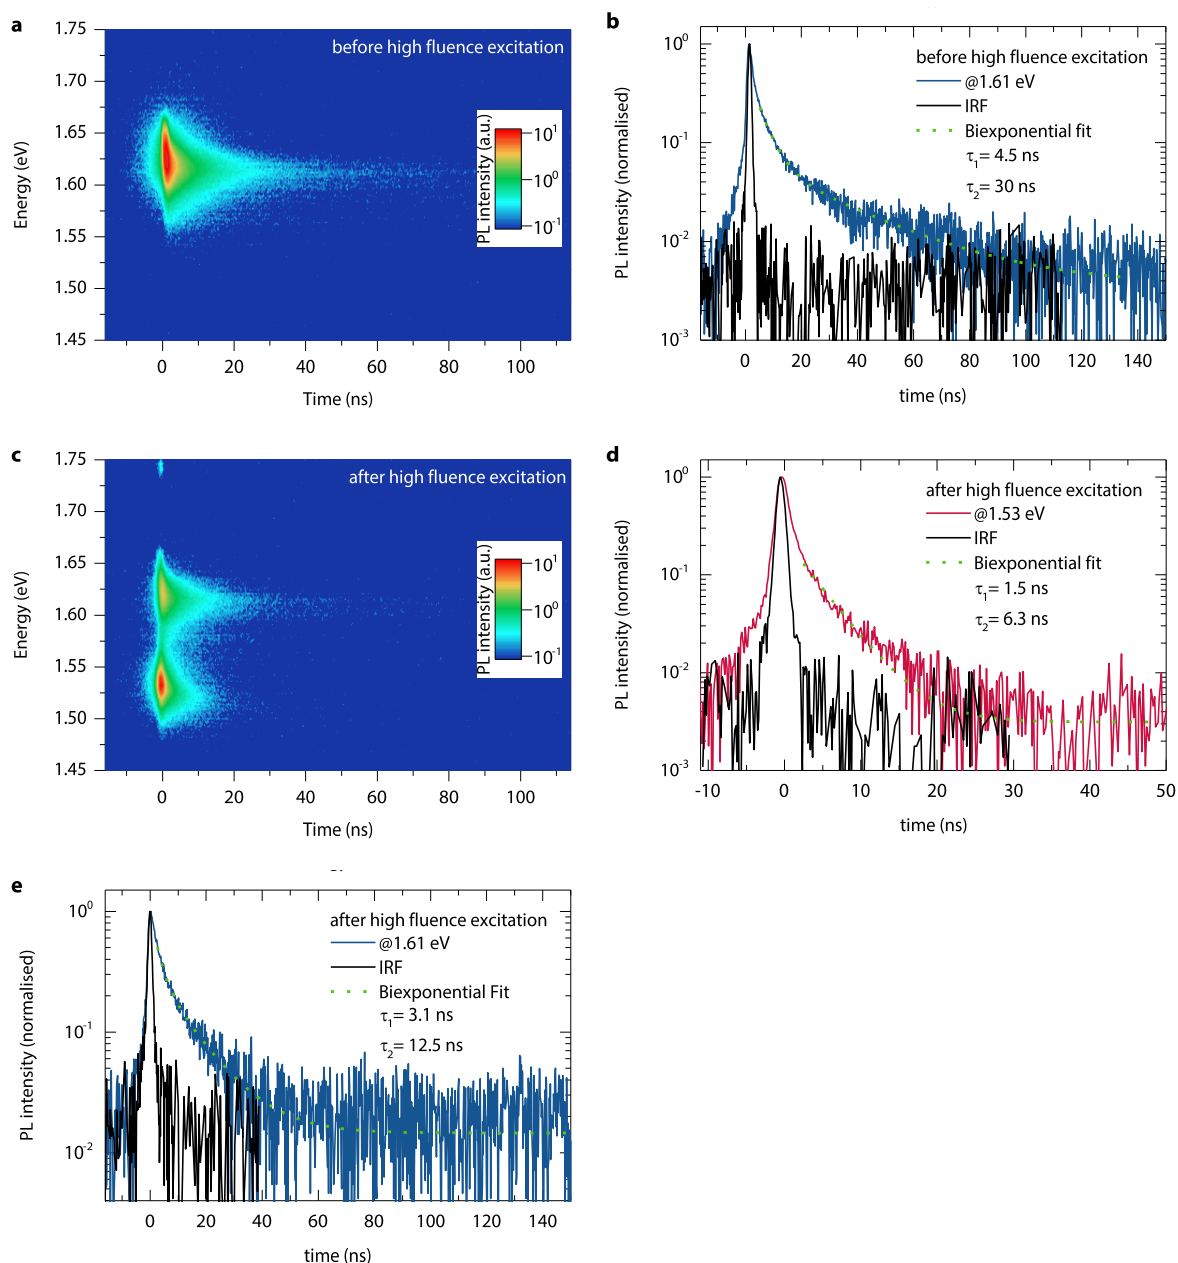 a
before high fluence excitation
1.75
1.70
1.65
1.60
1.55
1.50
1.45
Energy (eV)
PL intensity (a.u.)
10¹
10⁰
10⁻¹
0 20 40 60 80 100
Time (ns)
b
before high fluence excitation
@1.61 eV
IRF
Biexponential fit
τ₁= 4.5 ns
τ₂= 30 ns
10⁰
10⁻¹
10⁻²
10⁻³
PL intensity (normalised)
0 20 40 60 80 100 120 140
time (ns)
c
after high fluence excitation
1.75
1.70
1.65
1.60
1.55
1.50
1.45
Energy (eV)
PL intensity (a.u.)
10¹
10⁰
10⁻¹
0 20 40 60 80 100
Time (ns)
d
after high fluence excitation
@1.53 eV
IRF
Biexponential fit
τ₁= 1.5 ns
τ₂= 6.3 ns
10⁰
10⁻¹
10⁻²
10⁻³
PL intensity (normalised)
-10 0 10 20 30 40 50
time (ns)
e
after high fluence excitation
@1.61 eV
IRF
Biexponential Fit
τ₁= 3.1 ns
τ₂= 12.5 ns
10⁰
10⁻¹
10⁻²
PL intensity (normalised)
0 20 40 60 80 100 120 140
time (ns)